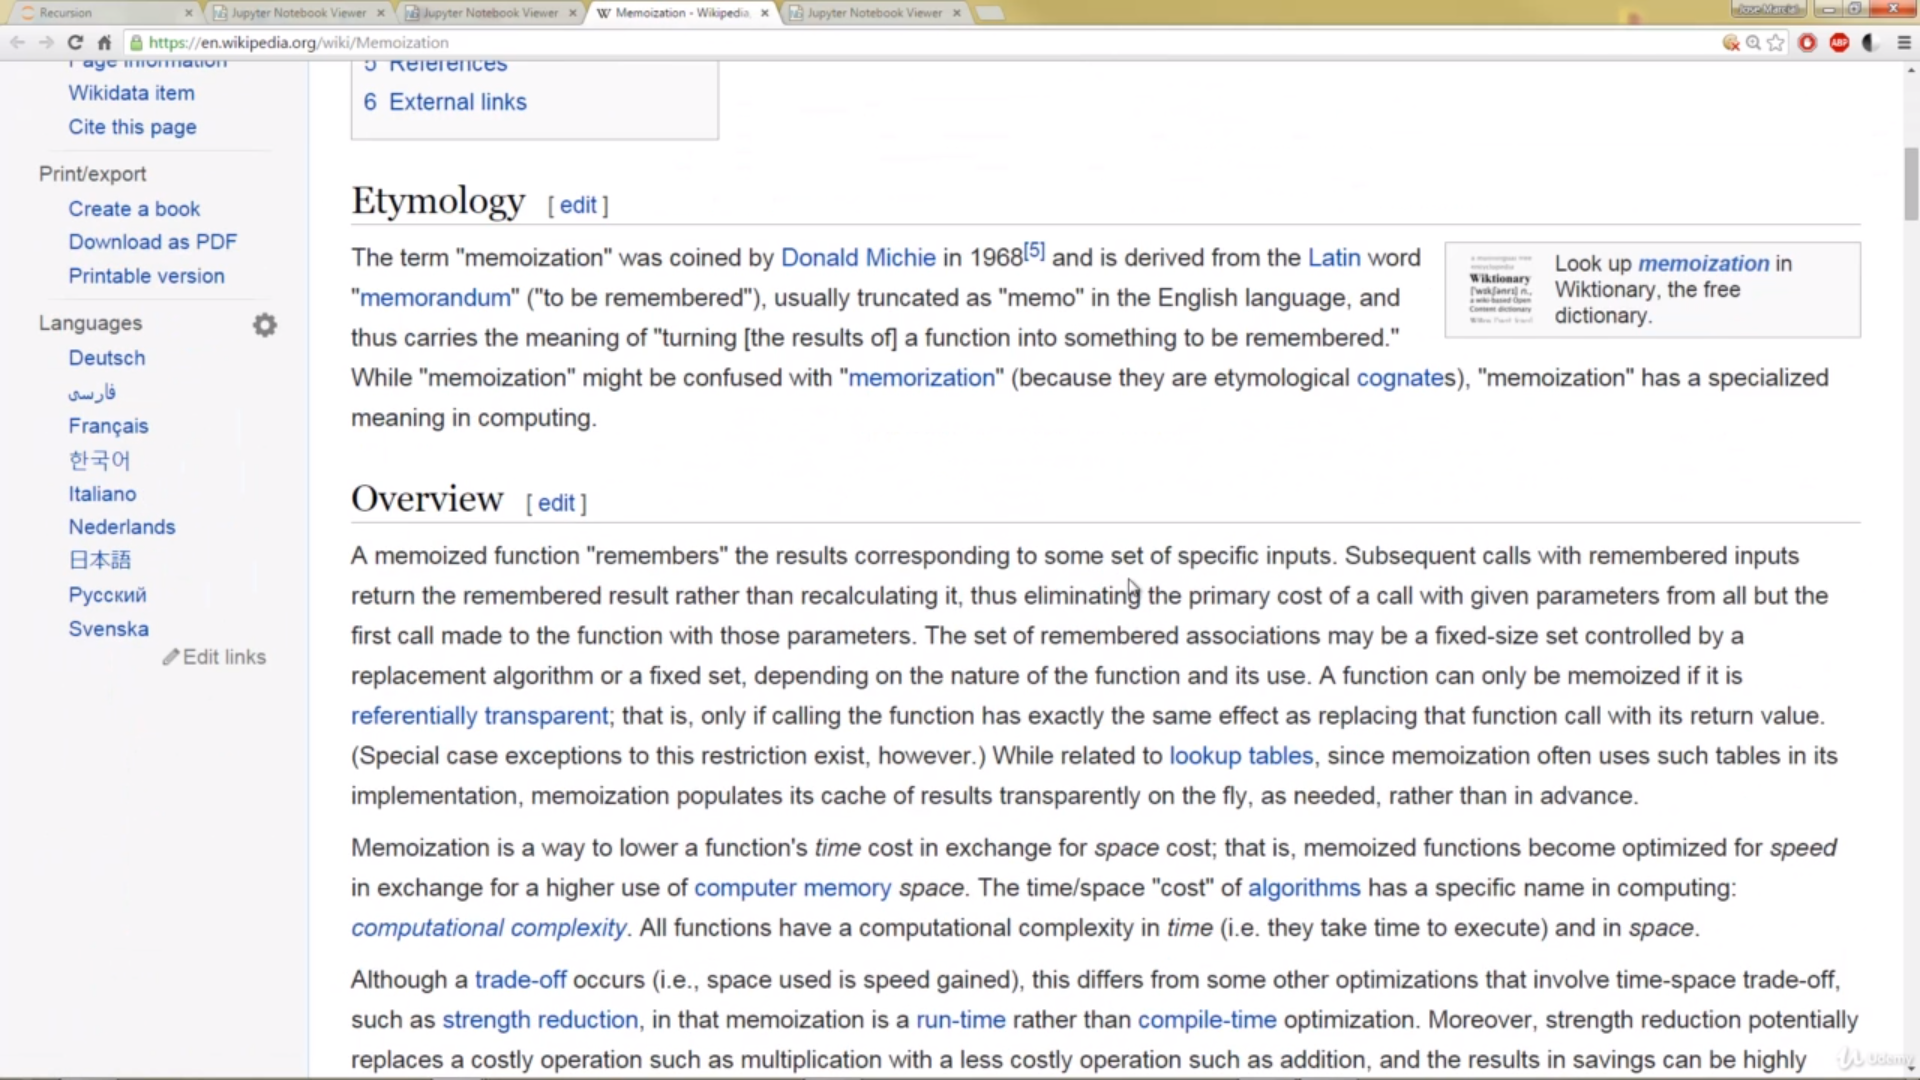 Recursion
Jupyter Notebook Viewer
Jupyter Notebook Viewer
Memoization - Wikipedia,
Jupyter Notebook Viewer
Jose Marcial
https://en.wikipedia.org/wiki/Memoization
ABP
Page information
Wikidata item
Cite this page
Print/export
Create a book
Download as PDF
Printable version
Languages
Deutsch
فارسی
Français
한국어
Italiano
Nederlands
日本語
Русский
Svenska
Edit links
5 References
6 External links
Etymology [ edit ]
The term "memoization" was coined by Donald Michie in 1968[5] and is derived from the Latin word
"memorandum" ("to be remembered"), usually truncated as "memo" in the English language, and
thus carries the meaning of "turning [the results of] a function into something to be remembered."
While "memoization" might be confused with "memorization" (because they are etymological cognates), "memoization" has a specialized
meaning in computing.
Wiktionary
Look up memoization in
Wiktionary, the free
dictionary.
Overview [ edit ]
A memoized function "remembers" the results corresponding to some set of specific inputs. Subsequent calls with remembered inputs
return the remembered result rather than recalculating it, thus eliminating the primary cost of a call with given parameters from all but the
first call made to the function with those parameters. The set of remembered associations may be a fixed-size set controlled by a
replacement algorithm or a fixed set, depending on the nature of the function and its use. A function can only be memoized if it is
referentially transparent; that is, only if calling the function has exactly the same effect as replacing that function call with its return value.
(Special case exceptions to this restriction exist, however.) While related to lookup tables, since memoization often uses such tables in its
implementation, memoization populates its cache of results transparently on the fly, as needed, rather than in advance.
Memoization is a way to lower a function's time cost in exchange for space cost; that is, memoized functions become optimized for speed
in exchange for a higher use of computer memory space. The time/space "cost" of algorithms has a specific name in computing:
computational complexity. All functions have a computational complexity in time (i.e. they take time to execute) and in space.
Although a trade-off occurs (i.e., space used is speed gained), this differs from some other optimizations that involve time-space trade-off,
such as strength reduction, in that memoization is a run-time rather than compile-time optimization. Moreover, strength reduction potentially
replaces a costly operation such as multiplication with a less costly operation such as addition, and the results in savings can be highly
Udemy